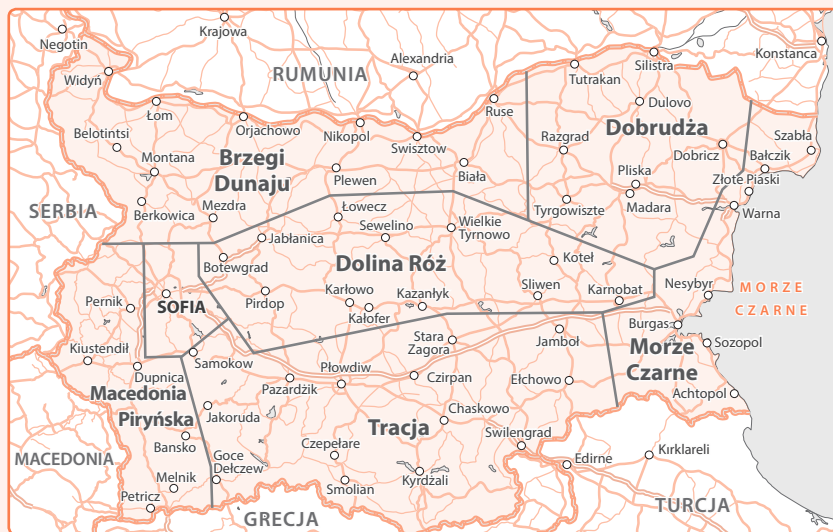 Negotin
Krajowa
Konstanca
Alexandria
RUMUNIA
Widyń
Tutrakan
Silistra
Łom
Orjachowo
Nikopol
Ruse
Dulovo
Belotintsi
Swisztow
Razgrad
Dobrudża
Szabła
Montana
Brzegi
Dunaju
Plewen
Biała
Dobricz
Bałczik
Pliska
Złote Piaski
SERBIA
Berkowica
Mezdra
Łowecz
Tyrgowiszte
Madara
Warna
Sewelino
Wielkie
Tyrnowo
Jabłanica
Botewgrad
Dolina Róż
Koteł
Pernik
SOFIA
Pirdop
Karłowo
Kałofer
Kazanłyk
Sliwen
Karnobat
Nesybyr
MORZE
CZARNE
Stara
Zagora
Jamboł
Burgas
Sozopol
Kiustendił
Dupnica
Samokow
Morze
Czarne
Macedonia
Piryńska
Pazardżik
Płowdiw
Czirpan
Ełchowo
Achtopol
Jakoruda
Tracja
Chaskowo
Bansko
Czepełare
Swilengrad
MACEDONIA
Goce
Dełczew
Edirne
Kirklareli
Melnik
Smolian
Kyrdżali
Petricz
GRECJA
TURCJA